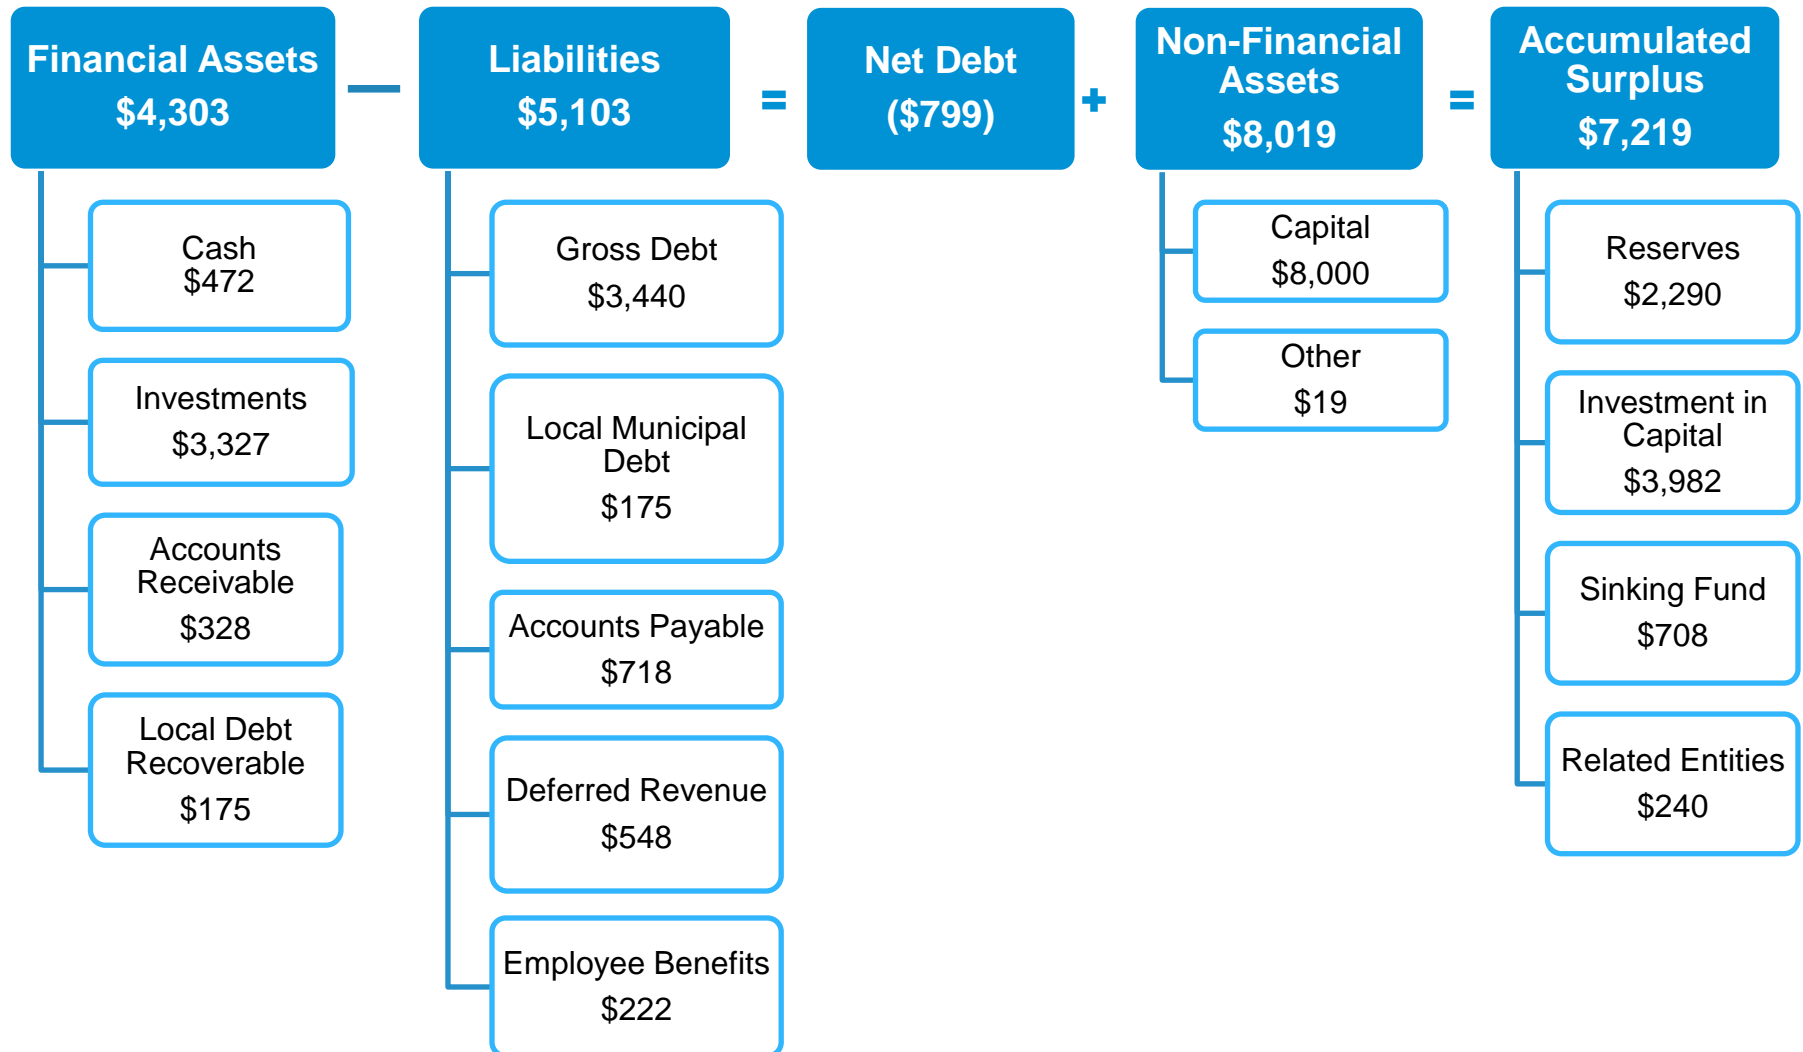 Financial Assets
$4,303
—
Liabilities
$5,103
=
Net Debt
($799)
+
Non-Financial
Assets
$8,019
=
Accumulated
Surplus
$7,219
Cash
$472
Investments
$3,327
Accounts
Receivable
$328
Local Debt
Recoverable
$175
Gross Debt
$3,440
Local Municipal
Debt
$175
Accounts Payable
$718
Deferred Revenue
$548
Employee Benefits
$222
Capital
$8,000
Other
$19
Reserves
$2,290
Investment in
Capital
$3,982
Sinking Fund
$708
Related Entities
$240